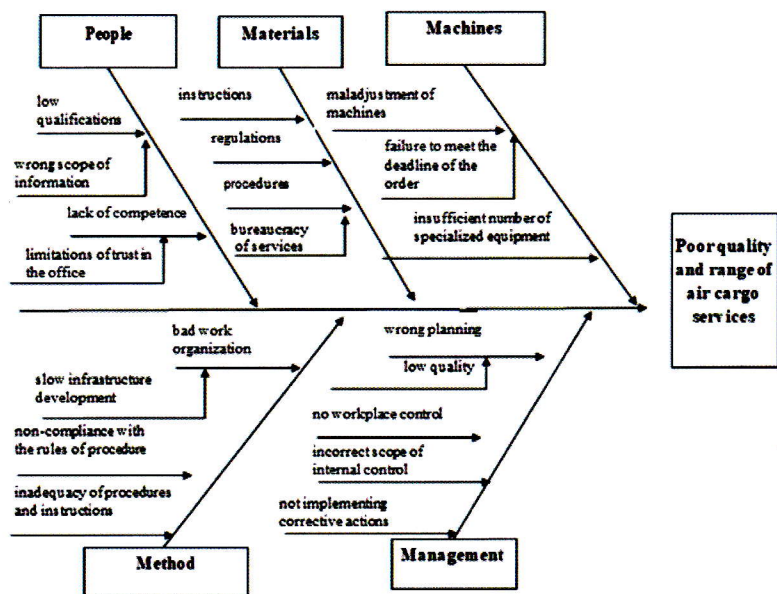 People
Materials
Machines
low
qualifications
wrong scope of
information
lack of competence
limitations of trust in
the office
instructions
regulations
procedures
bureaucracy
of services
maladjustment of
machines
failure to meet the
deadline of the
order
insufficient number of
specialized equipment
Poor quality
and range of
air cargo
services
bad work
organization
slow infrastructure
development
non-compliance with
the rules of procedure
inadequacy of procedures
and instructions
Method
wrong planning
low quality
no workplace control
incorrect scope of
internal control
not implementing
corrective actions
Management